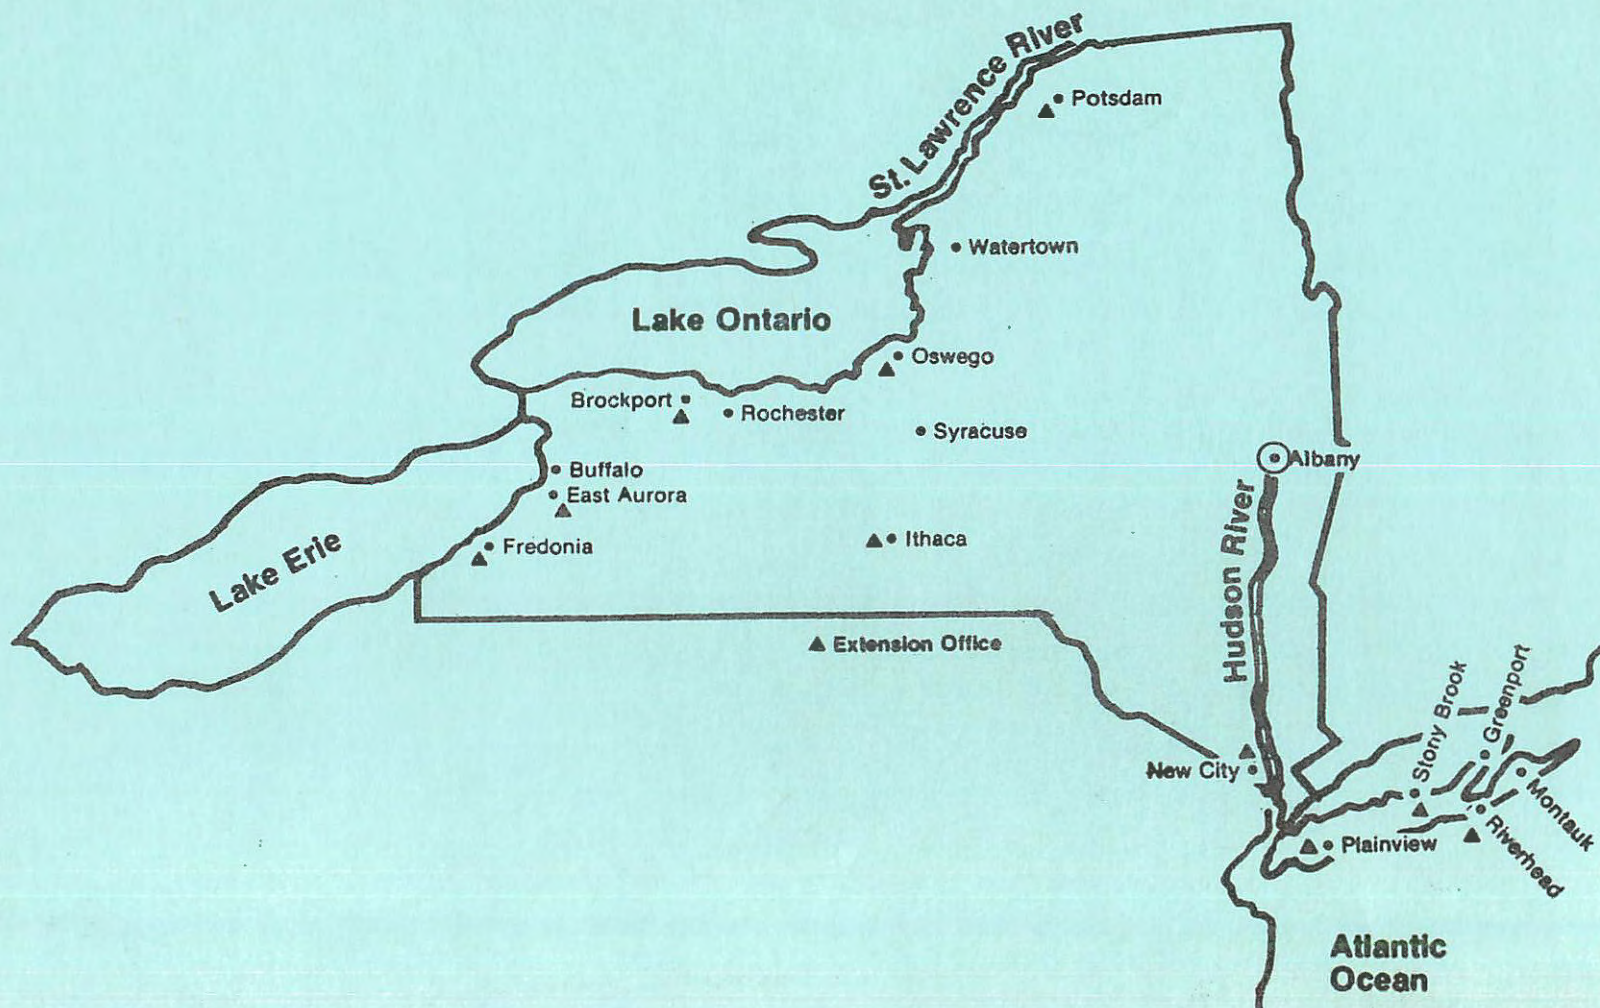 St. Lawrence River
Potsdam
Watertown
Lake Ontario
Oswego
Brockport
Rochester
Syracuse
Albany
Buffalo
East Aurora
Lake Erie
Fredonia
Ithaca
Hudson River
Extension Office
Stony Brook
Greenport
New City
Montauk
Riverhead
Plainview
Atlantic
Ocean